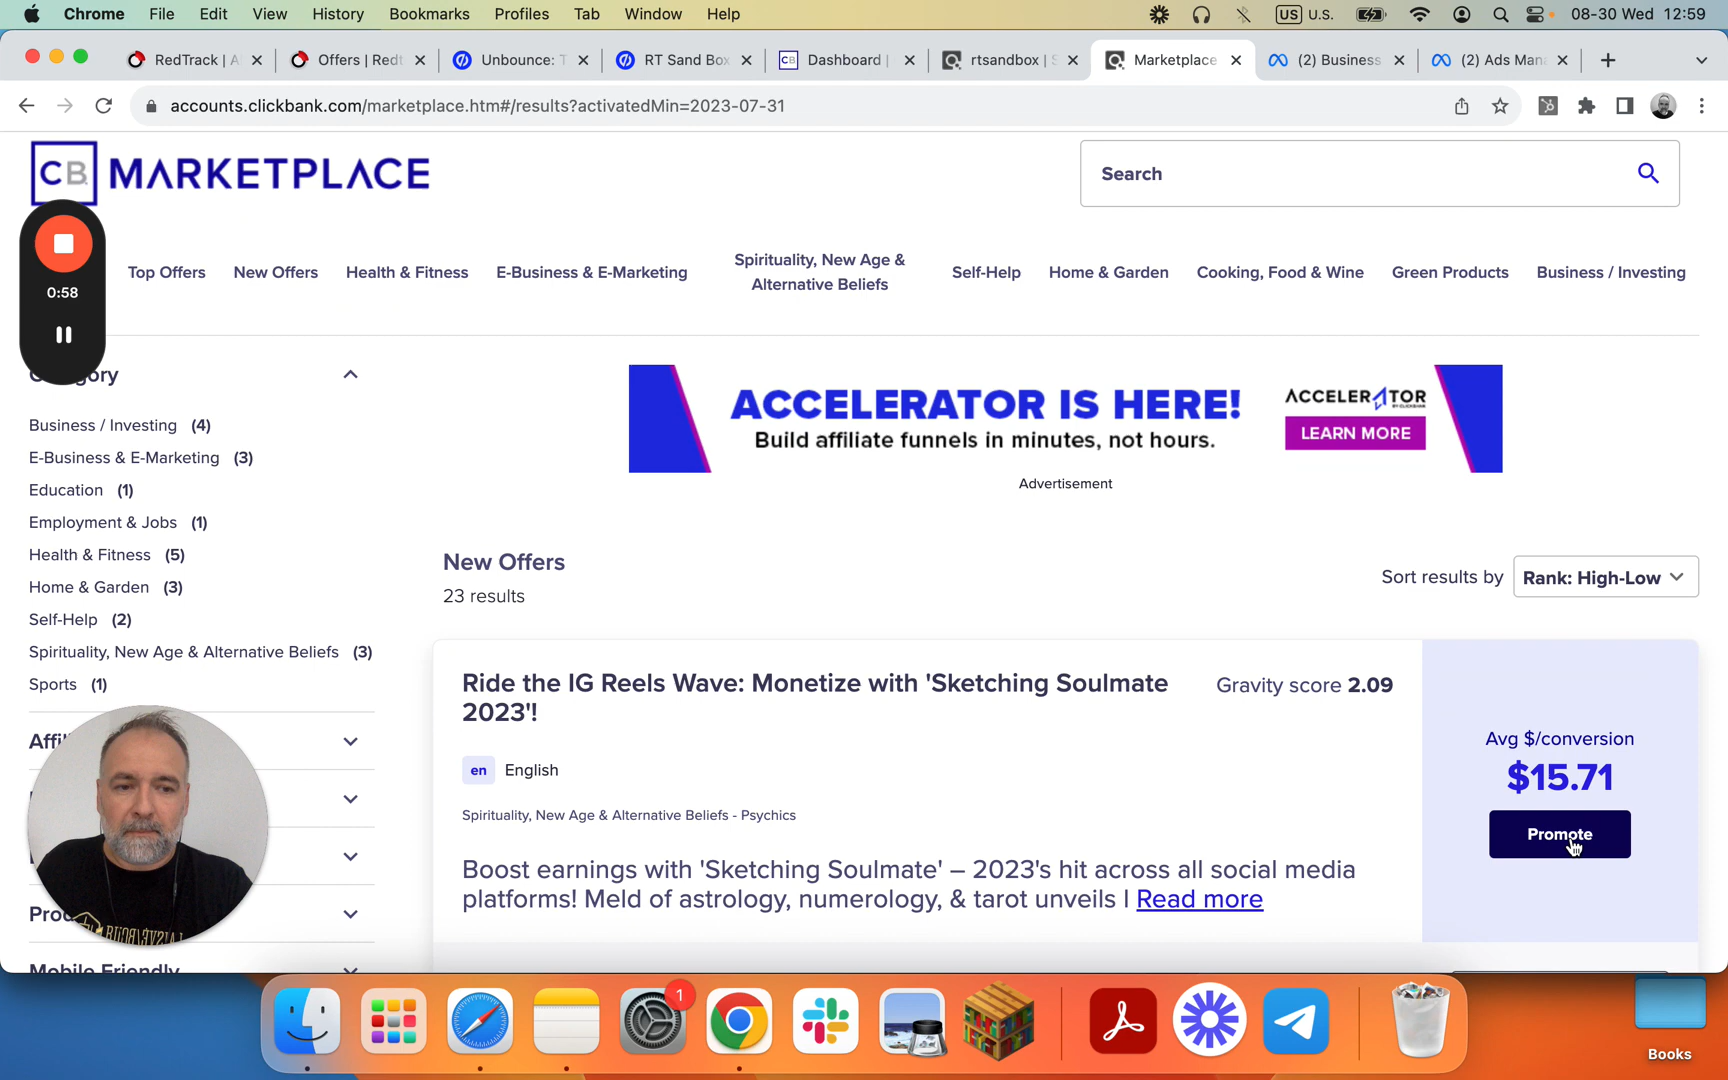 Chrome File Edit View History Bookmarks Profiles Tab Window Help US U.S. 08-30 Wed 12:59
RedTrack | A Offers | Redt Unbounce: T RT Sand Box CB Dashboard | rtsandbox | S Marketplace (2) Business (2) Ads Man
accounts.clickbank.com/marketplace.htm#/results?activatedMin=2023-07-31
CB MARKETPLACE
Search
0:58
Top Offers New Offers Health & Fitness E-Business & E-Marketing Spirituality, New Age &
Alternative Beliefs Self-Help Home & Garden Cooking, Food & Wine Green Products Business / Investing
Business / Investing (4)
E-Business & E-Marketing (3)
Education (1)
Employment & Jobs (1)
Health & Fitness (5)
Home & Garden (3)
Self-Help (2)
Spirituality, New Age & Alternative Beliefs (3)
Sports (1)
Mobile Friendly
ACCELERATOR IS HERE!
Build affiliate funnels in minutes, not hours.
ACCELERATOR
BY CLICKBANK
LEARN MORE
Advertisement
New Offers
23 results
Sort results by Rank: High-Low
Ride the IG Reels Wave: Monetize with 'Sketching Soulmate
2023'!
Gravity score 2.09
en English
Spirituality, New Age & Alternative Beliefs - Psychics
Boost earnings with 'Sketching Soulmate' – 2023's hit across all social media
platforms! Meld of astrology, numerology, & tarot unveils l Read more
Avg $/conversion
$15.71
Promote
1
Books